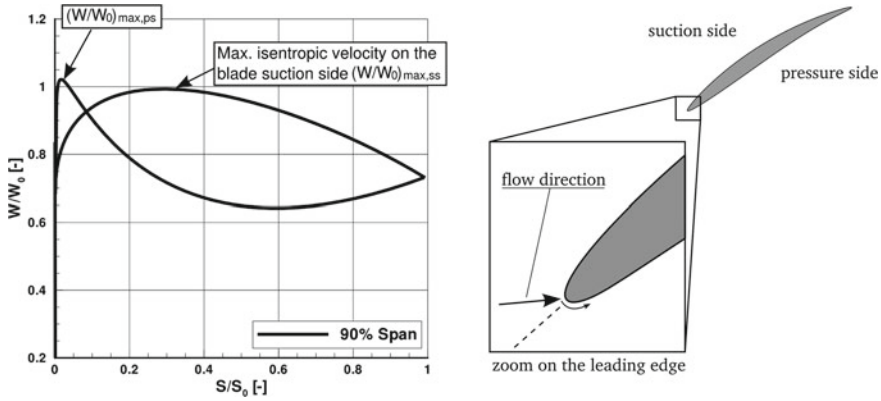 (W/W0)max,ps
Max. isentropic velocity on the
blade suction side (W/W0)max,ss
1.2
1
0.8
0.6
0.4
0.2
W/W0 [-]
0
0.2
0.4
0.6
0.8
1
S/S0 [-]
90% Span
suction side
pressure side
flow direction
zoom on the leading edge